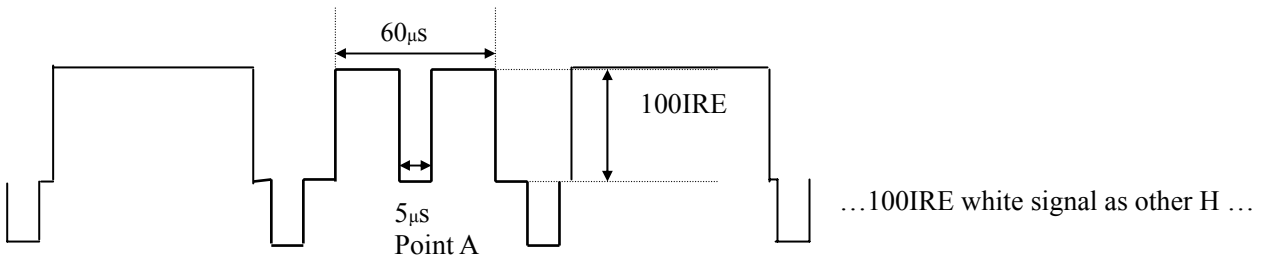 60μs
100IRE
…100IRE white signal as other H …
5μs
Point A